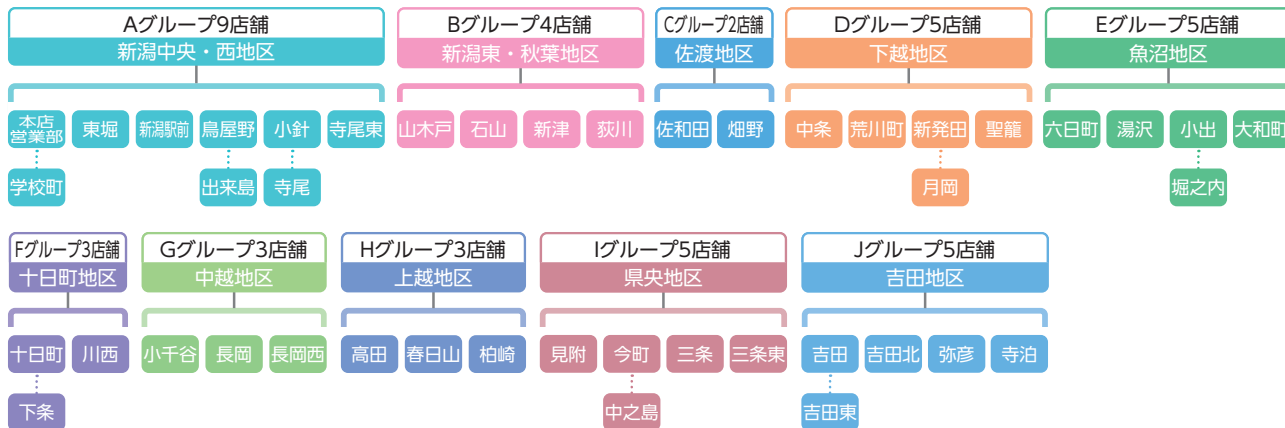 Aグループ9店舗
新潟中央・西地区
本店
営業部
東堀
新潟駅前
鳥屋野
小針
寺尾東
学校町
出来島
寺尾
Bグループ4店舗
新潟東・秋葉地区
山木戸
石山
新津
荻川
Cグループ2店舗
佐渡地区
佐和田
畑野
Dグループ5店舗
下越地区
中条
荒川町
新発田
聖籠
月岡
Eグループ5店舗
魚沼地区
六日町
湯沢
小出
大和町
堀之内
Fグループ3店舗
十日町地区
十日町
川西
下条
Gグループ3店舗
中越地区
小千谷
長岡
長岡西
Hグループ3店舗
上越地区
高田
春日山
柏崎
Iグループ5店舗
県央地区
見附
今町
三条
三条東
中之島
Jグループ5店舗
吉田地区
吉田
吉田北
弥彦
寺泊
吉田東